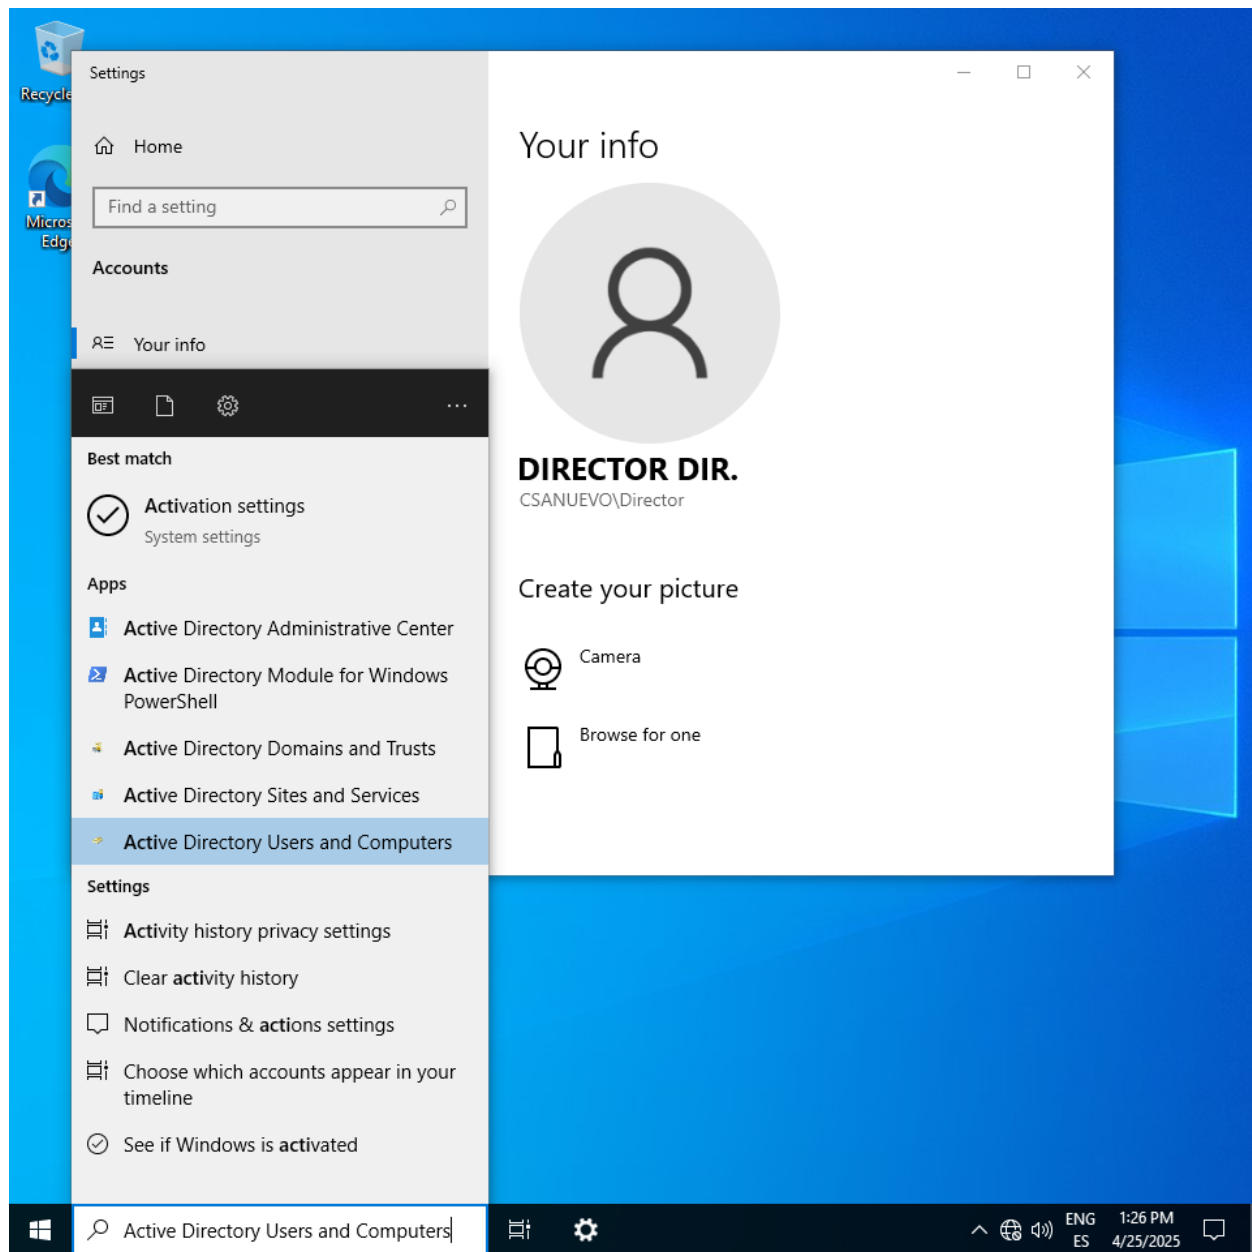 Recycle
Micros
Edge
Settings
Home
Find a setting
Accounts
Your info
Best match
Activation settings
System settings
Apps
Active Directory Administrative Center
Active Directory Module for Windows
PowerShell
Active Directory Domains and Trusts
Active Directory Sites and Services
Active Directory Users and Computers
Settings
Activity history privacy settings
Clear activity history
Notifications & actions settings
Choose which accounts appear in your
timeline
See if Windows is activated
Your info
DIRECTOR DIR.
CSANUEVO\Director
Create your picture
Camera
Browse for one
Active Directory Users and Computers
ENG
ES
1:26 PM
4/25/2025